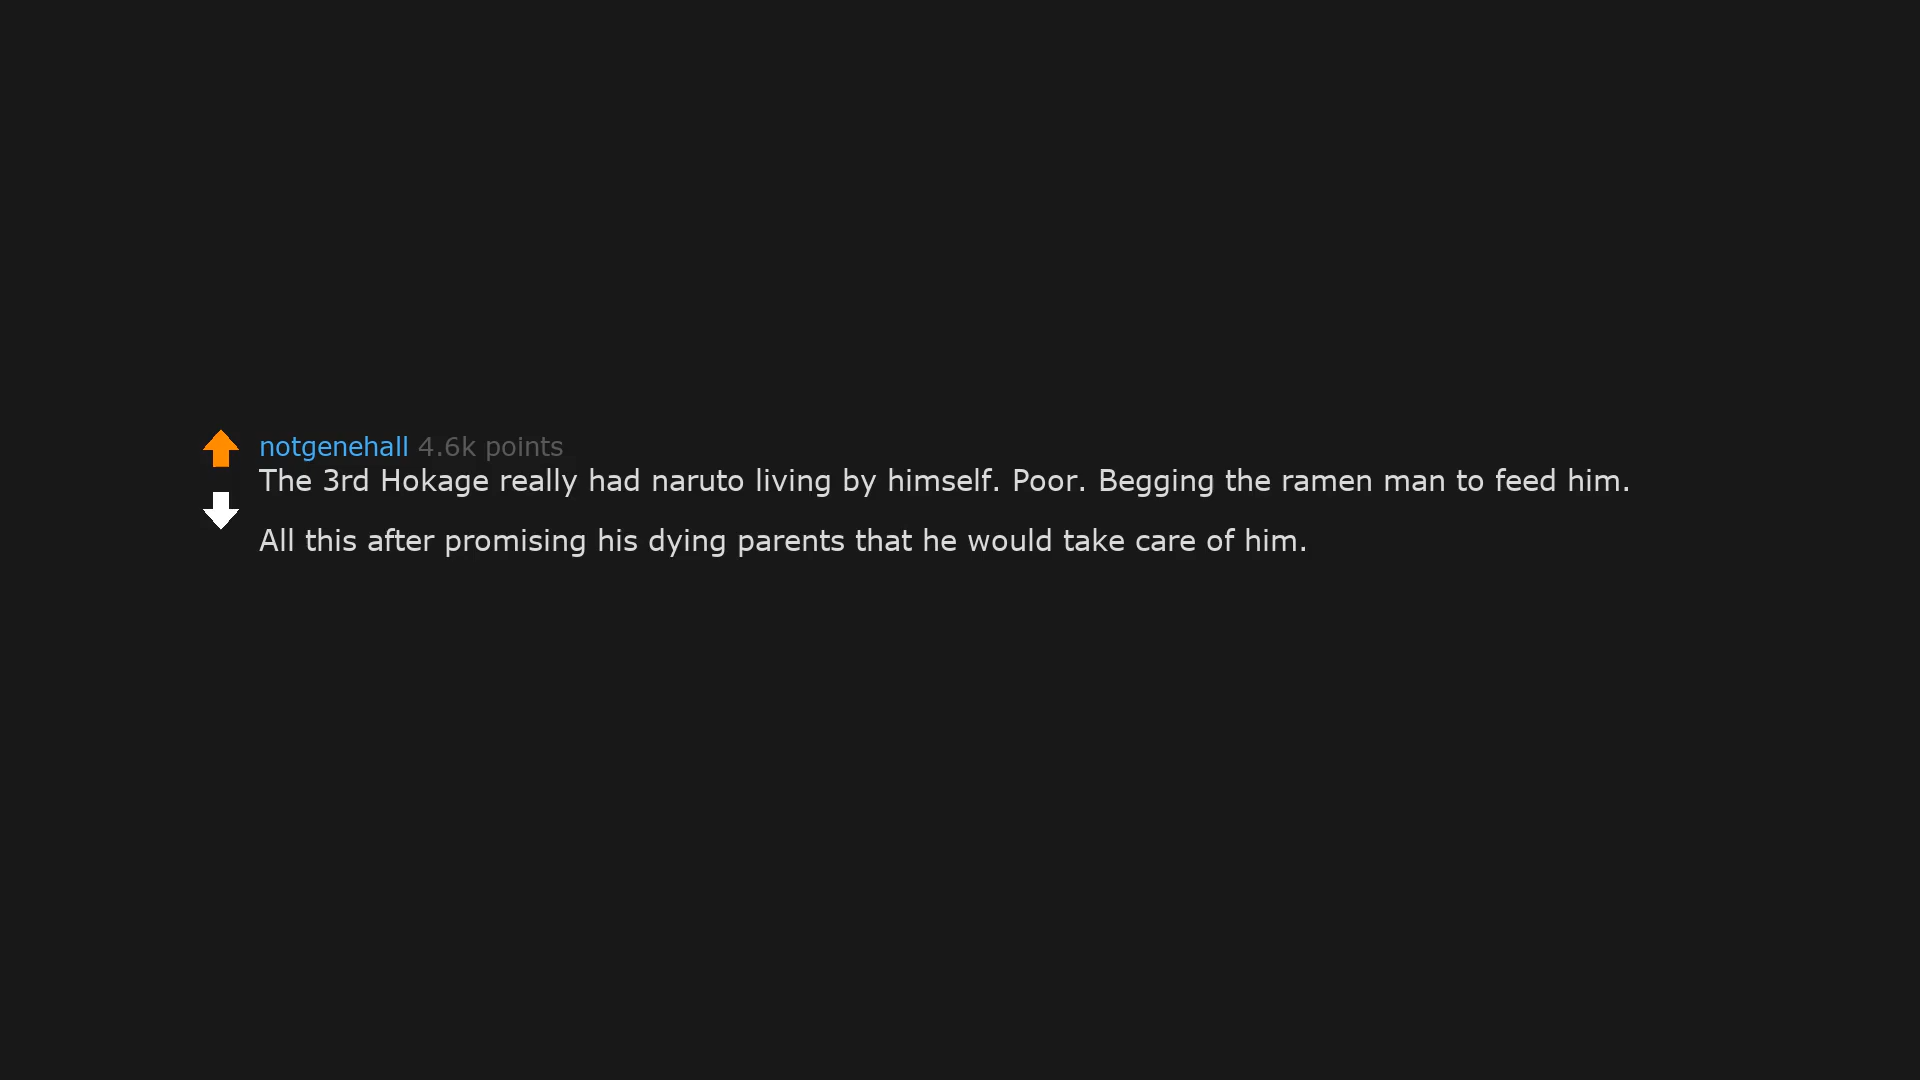 notgenehall 4.6k points
The 3rd Hokage really had naruto living by himself. Poor. Begging the ramen man to feed him.
All this after promising his dying parents that he would take care of him.